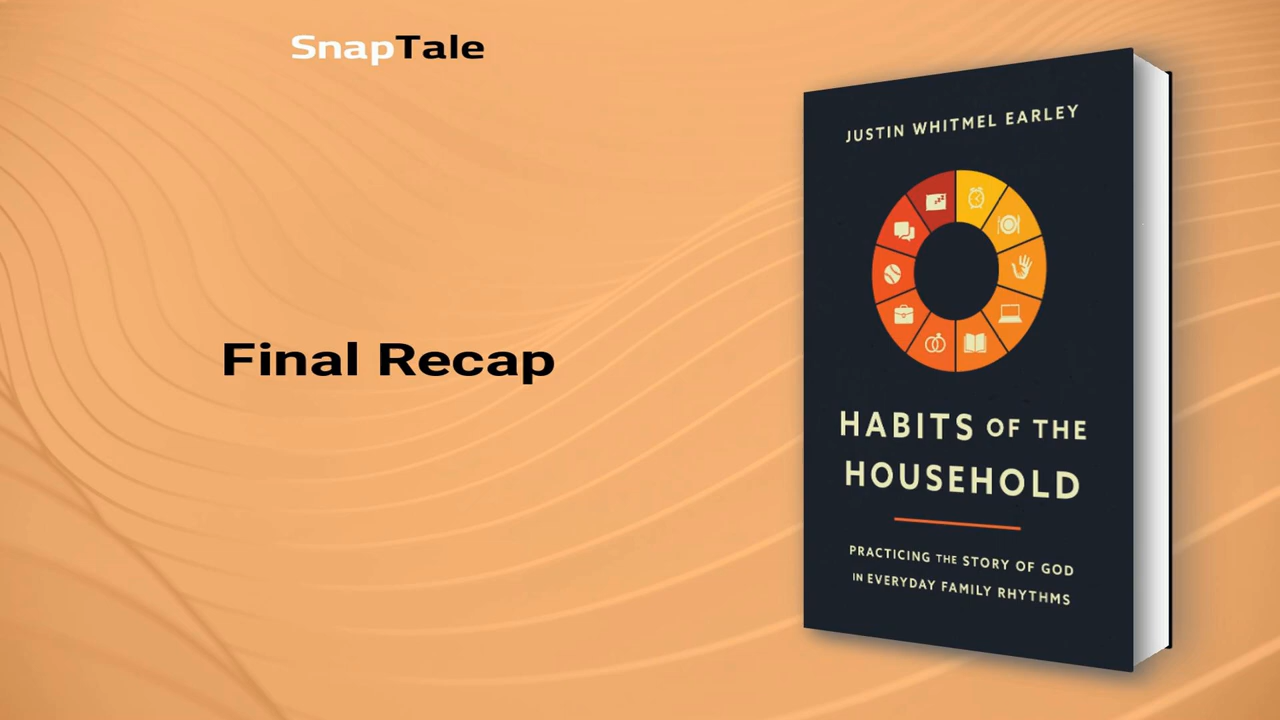 SnapTale
Final Recap
JUSTIN WHITMEL EARLEY
HABITS OF THE
HOUSEHOLD
PRACTICING THE STORY OF GOD
IN EVERYDAY FAMILY RHYTHMS